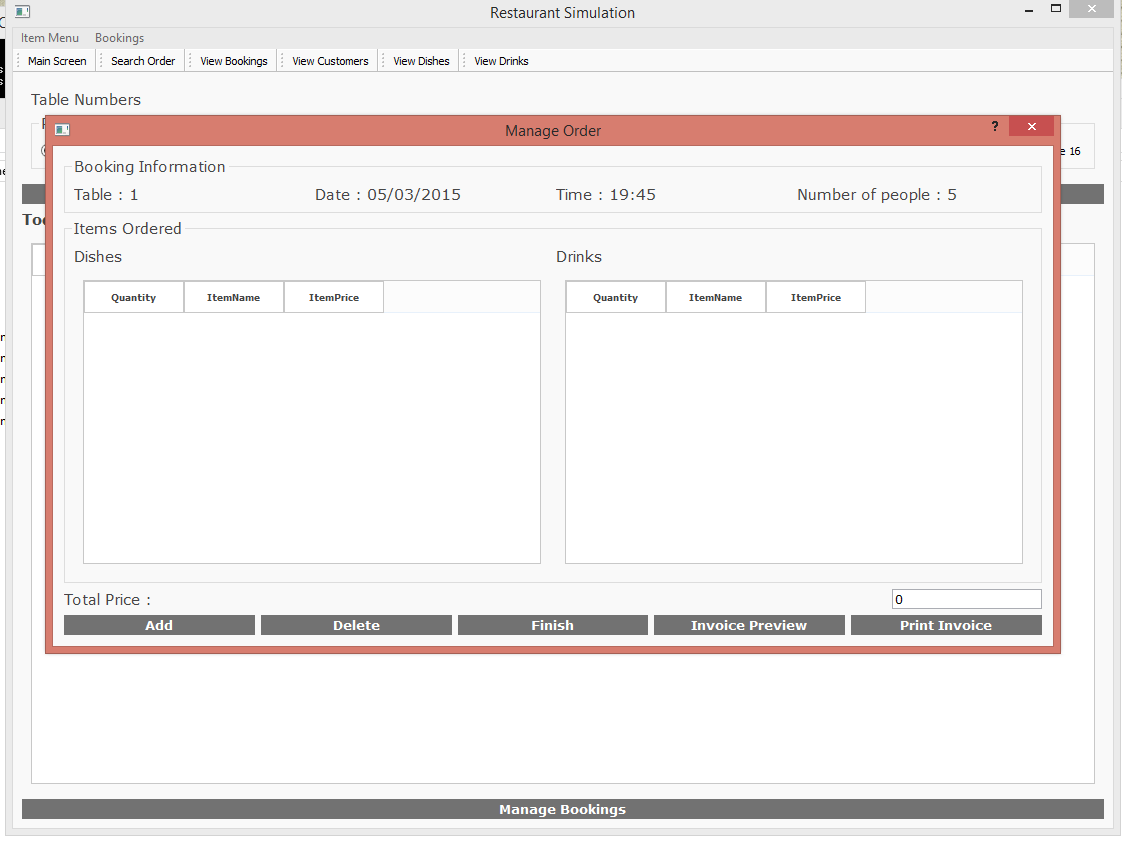 Restaurant Simulation
Item Menu Bookings
Main Screen Search Order View Bookings View Customers View Dishes View Drinks
Table Numbers
Manage Order ?
16
Booking Information
Table : 1 Date : 05/03/2015 Time : 19:45 Number of people : 5
Items Ordered
Dishes Drinks
Quantity ItemName ItemPrice Quantity ItemName ItemPrice
Total Price : 0
Add Delete Finish Invoice Preview Print Invoice
Manage Bookings